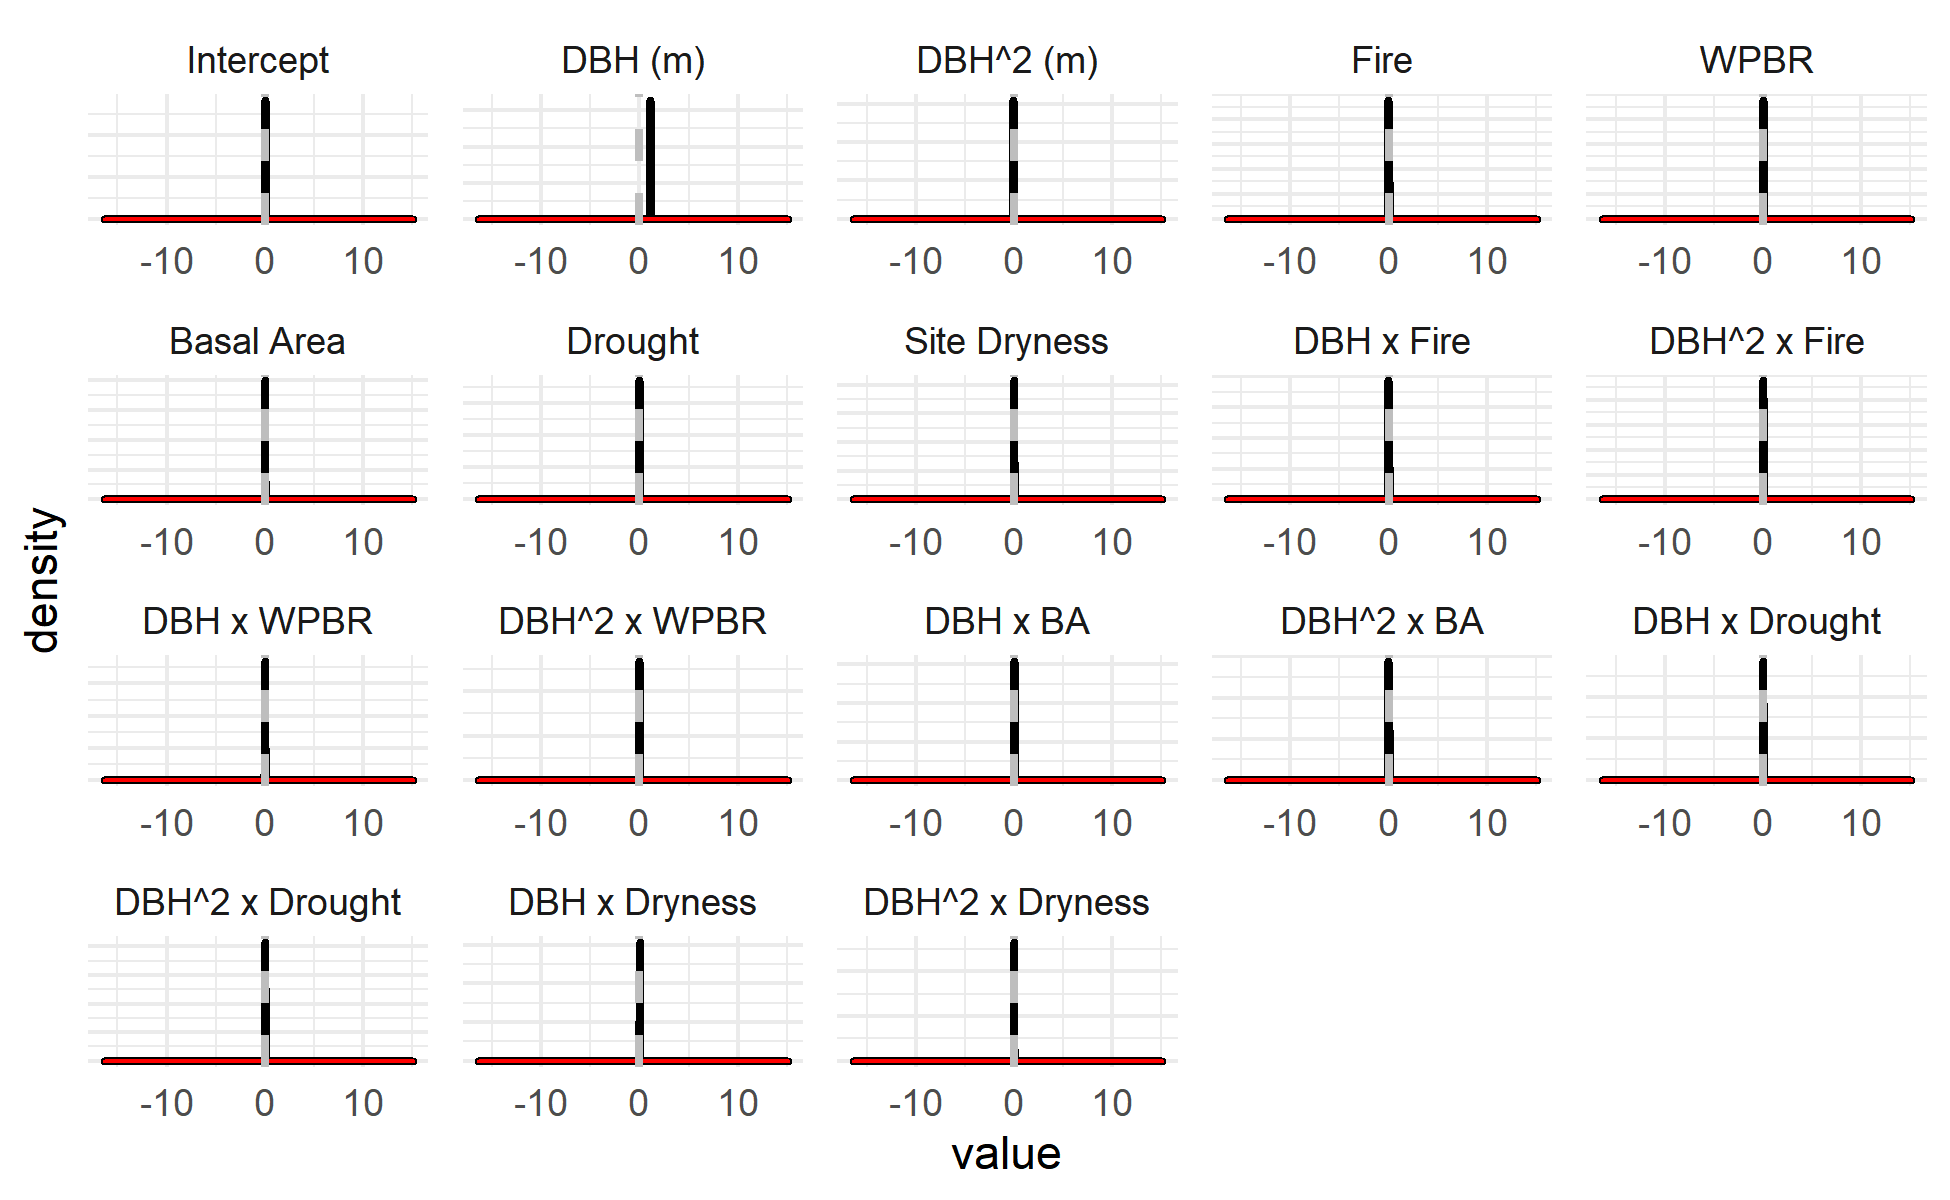 Intercept DBH (m) DBH^2 (m) Fire WPBR
-10 0 10 -10 0 10 -10 0 10 -10 0 10 -10 0 10
Basal Area Drought Site Dryness DBH x Fire DBH^2 x Fire
-10 0 10 -10 0 10 -10 0 10 -10 0 10 -10 0 10
density
DBH x WPBR DBH^2 x WPBR DBH x BA DBH^2 x BA DBH x Drought
-10 0 10 -10 0 10 -10 0 10 -10 0 10 -10 0 10
DBH^2 x Drought DBH x Dryness DBH^2 x Dryness
-10 0 10 -10 0 10 -10 0 10
value